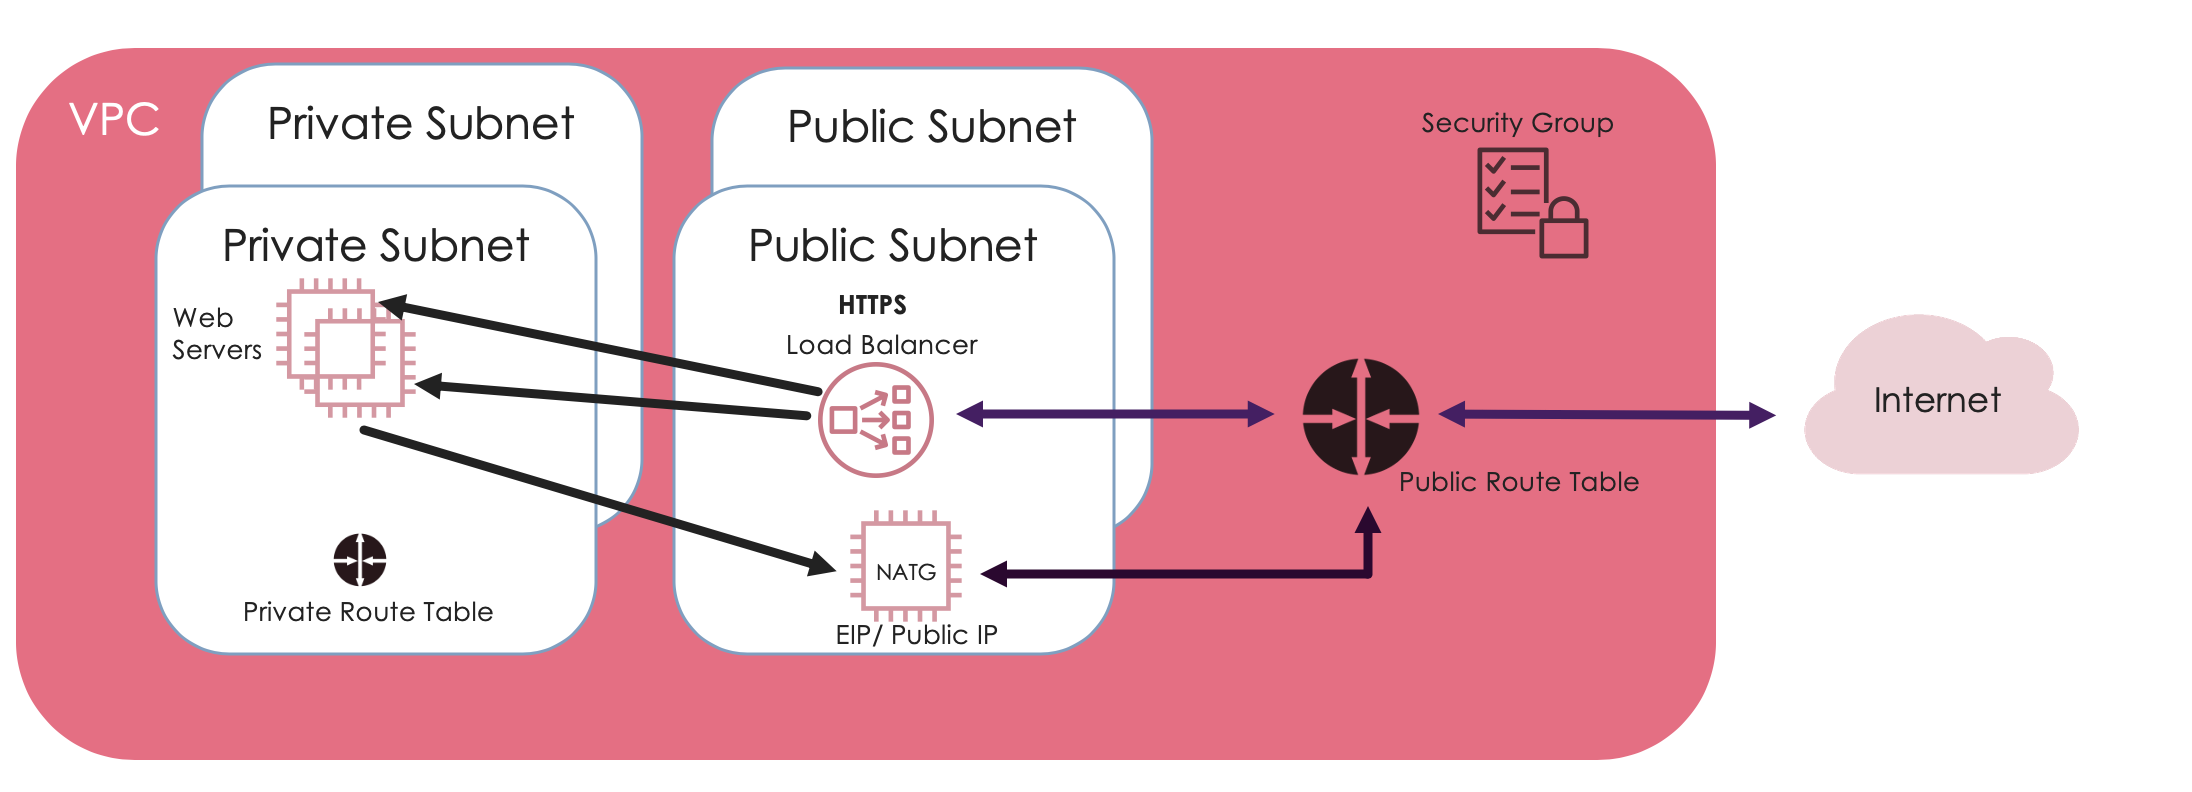 VPC
Private Subnet
Public Subnet
Security Group
Private Subnet
Public Subnet
Web
Servers
HTTPS
Load Balancer
Internet
Public Route Table
NATG
Private Route Table
EIP/ Public IP